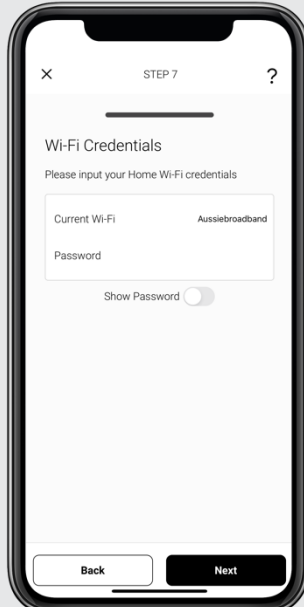 × STEP 7 ?
Wi-Fi Credentials
Please input your Home Wi-Fi credentials
Current Wi-Fi Aussiebroadband
Password
Show Password
Back Next